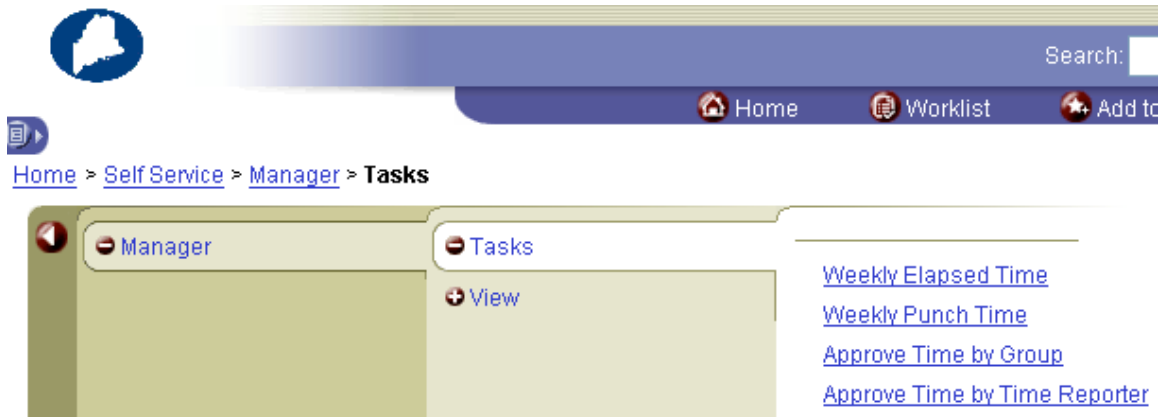 Search:
Home Worklist Add to
Home > Self Service > Manager > Tasks
Manager Tasks
View
Weekly Elapsed Time
Weekly Punch Time
Approve Time by Group
Approve Time by Time Reporter